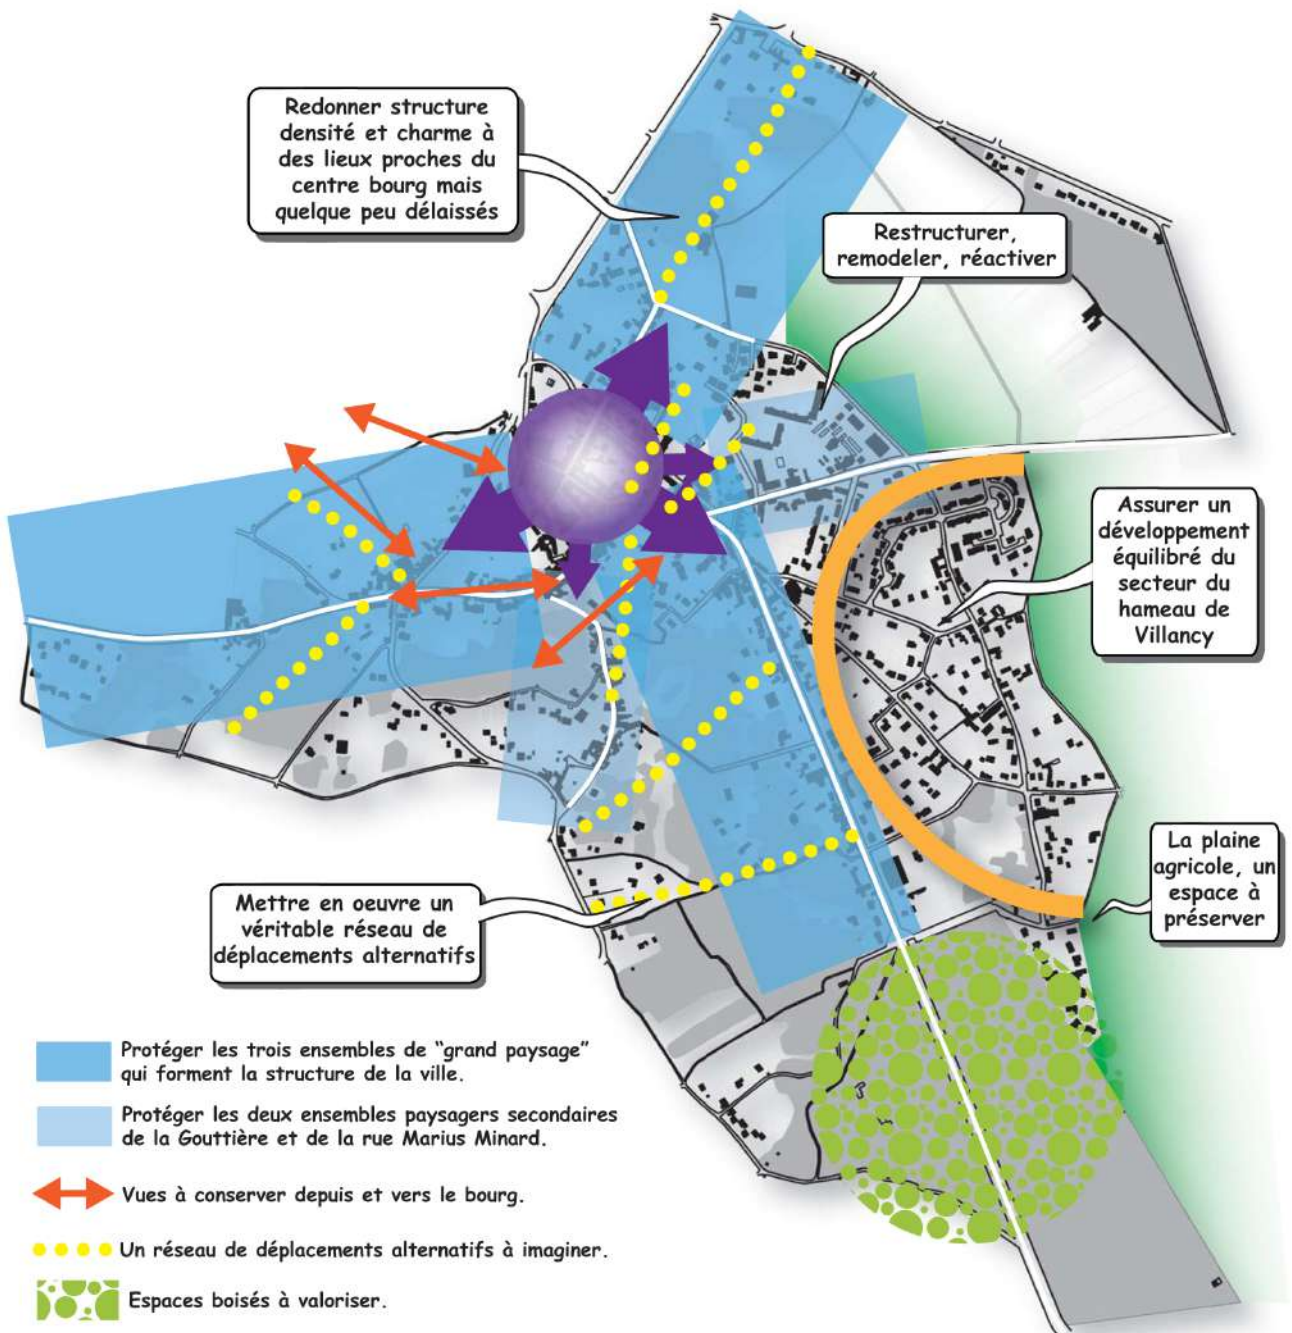 Redonner structure
densité et charme à
des lieux proches du
centre bourg mais
quelque peu délaissés
Restructurer,
remodeler, réactiver
Assurer un
développement
équilibré du
secteur du
hameau de
Villancy
La plaine
agricole, un
espace à
préserver
Mettre en oeuvre un
véritable réseau de
déplacements alternatifs
Protéger les trois ensembles de "grand paysage"
qui forment la structure de la ville.
Protéger les deux ensembles paysagers secondaires
de la Gouttière et de la rue Marius Minard.
Vues à conserver depuis et vers le bourg.
Un réseau de déplacements alternatifs à imaginer.
Espaces boisés à valoriser.